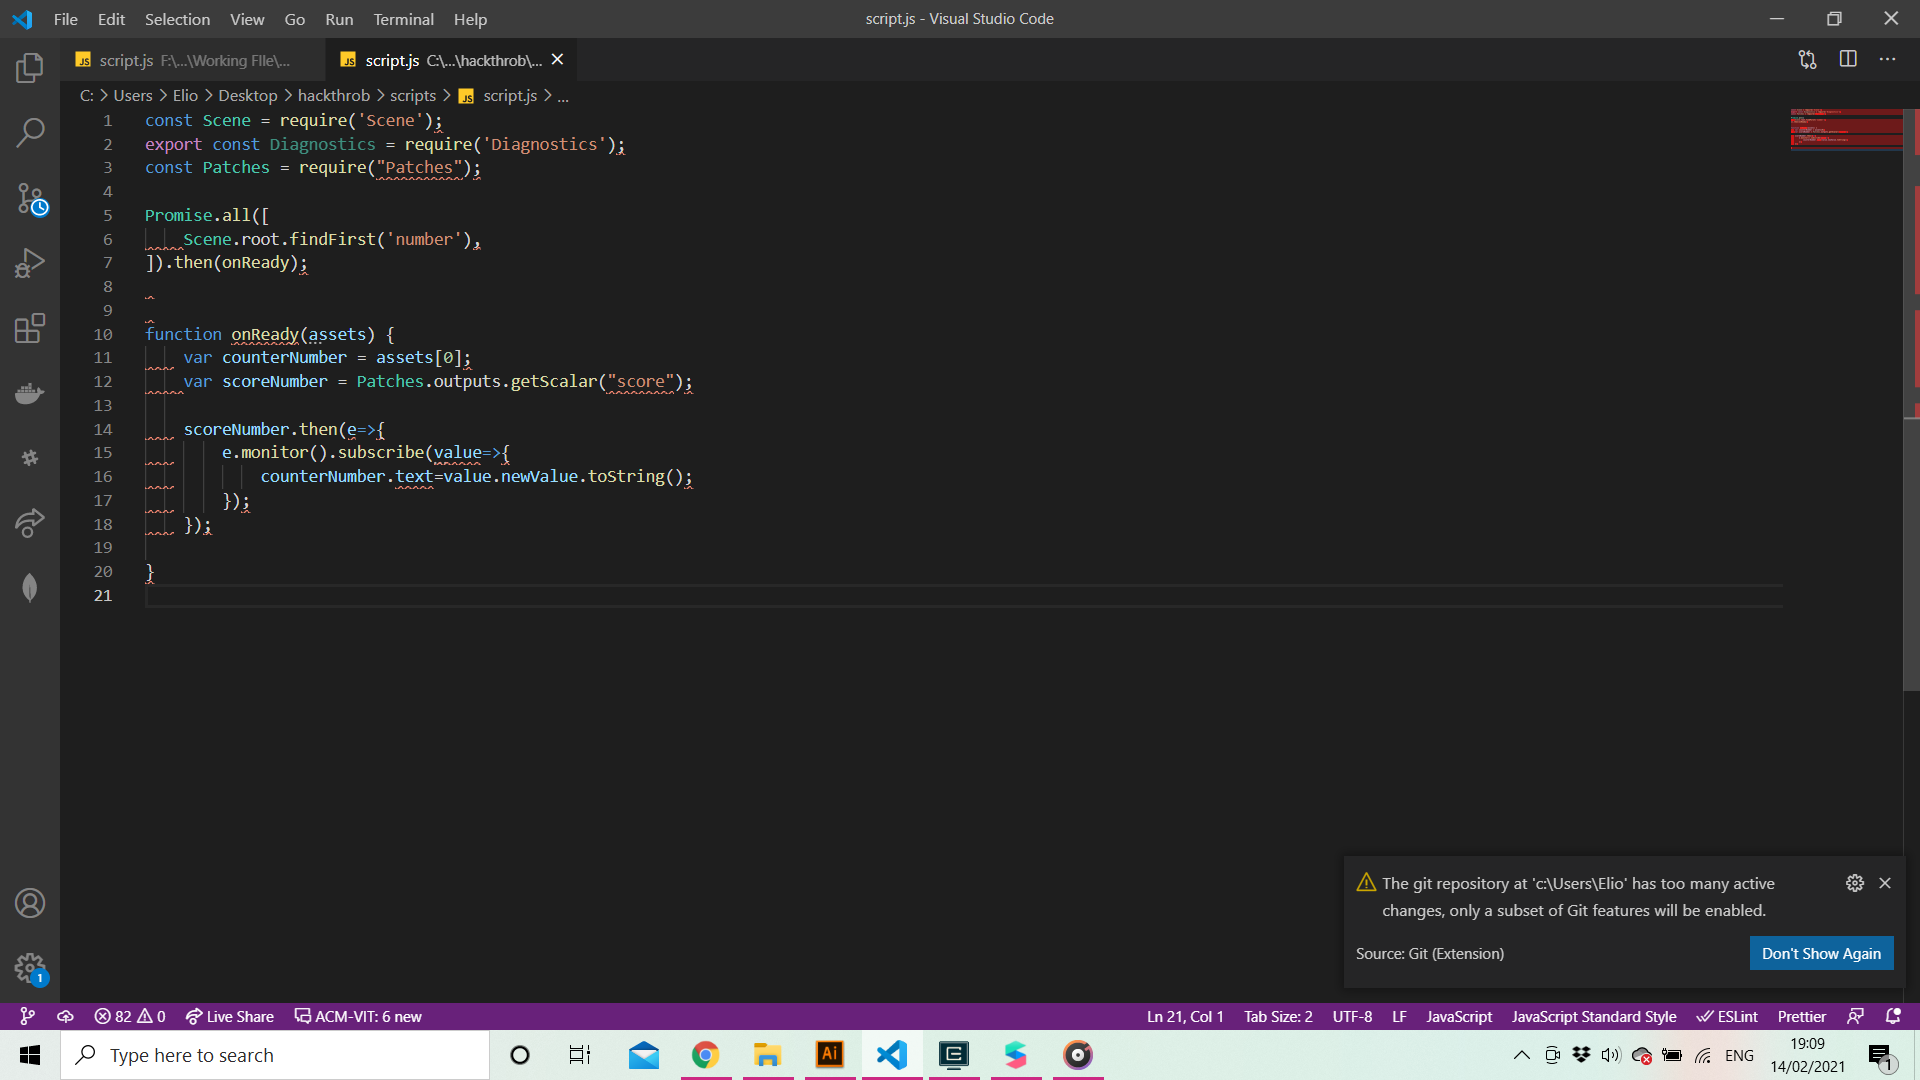 File Edit Selection View Go Run Terminal Help
script.js - Visual Studio Code
JS script.js F:\...\Working FIle\...
JS script.js C:\...\hackthrob\...
C: > Users > Elio > Desktop > hackthrob > scripts > JS script.js > ...
1 const Scene = require('Scene');
2 export const Diagnostics = require('Diagnostics');
3 const Patches = require("Patches");
4
5 Promise.all([
6 Scene.root.findFirst('number'),
7 ]).then(onReady);
8
9
10 function onReady(assets) {
11 var counterNumber = assets[0];
12 var scoreNumber = Patches.outputs.getScalar("score");
13
14 scoreNumber.then(e=>{
15 e.monitor().subscribe(value=>{
16 counterNumber.text=value.newValue.toString();
17 });
18 });
19
20 }
21
The git repository at 'c:\Users\Elio' has too many active
changes, only a subset of Git features will be enabled.
Source: Git (Extension)
Don't Show Again
1
82 0 Live Share ACM-VIT: 6 new
Ln 21, Col 1 Tab Size: 2 UTF-8 LF JavaScript JavaScript Standard Style ESLint Prettier
Type here to search
Ai
ENG
19:09
14/02/2021
1